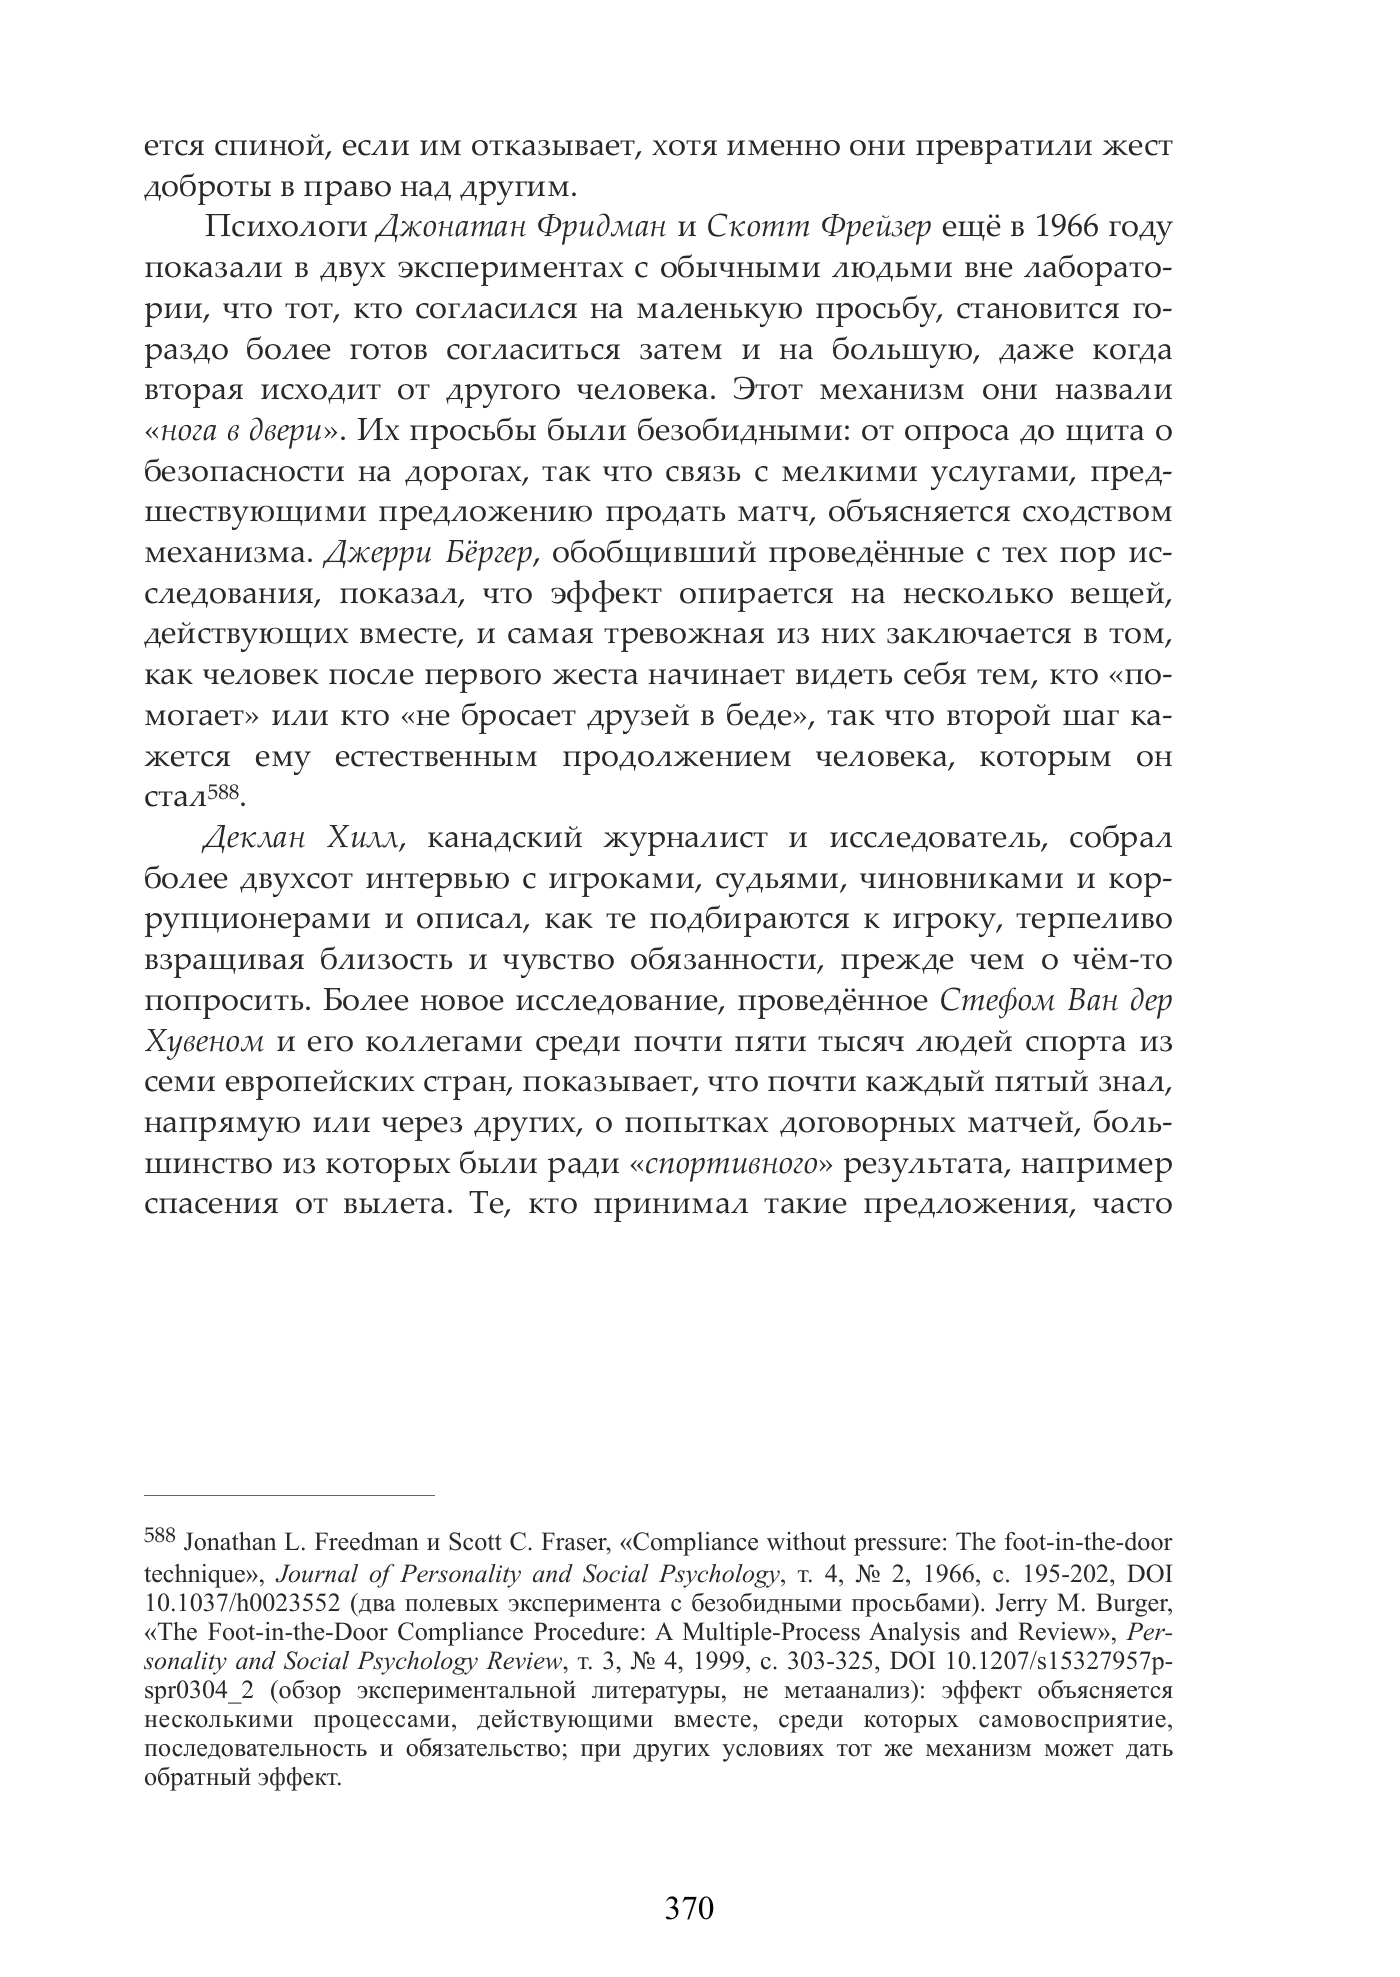 ется спиной, если им отказывает, хотя именно они превратили жест
доброты в право над другим.
Психологи Джонатан Фридман и Скотт Фрейзер ещё в 1966 году
показали в двух экспериментах с обычными людьми вне лаборато-
рии, что тот, кто согласился на маленькую просьбу, становится го-
раздо более готов согласиться затем и на большую, даже когда
вторая исходит от другого человека. Этот механизм они назвали
«нога в двери». Их просьбы были безобидными: от опроса до щита о
безопасности на дорогах, так что связь с мелкими услугами, пред-
шествующими предложению продать матч, объясняется сходством
механизма. Джерри Бёргер, обобщивший проведённые с тех пор ис-
следования, показал, что эффект опирается на несколько вещей,
действующих вместе, и самая тревожная из них заключается в том,
как человек после первого жеста начинает видеть себя тем, кто «по-
могает» или кто «не бросает друзей в беде», так что второй шаг ка-
жется ему естественным продолжением человека, которым он
стал588.
Деклан Хилл, канадский журналист и исследователь, собрал
более двухсот интервью с игроками, судьями, чиновниками и кор-
рупционерами и описал, как те подбираются к игроку, терпеливо
взращивая близость и чувство обязанности, прежде чем о чём-то
попросить. Более новое исследование, проведённое Стефом Ван дер
Хувеном и его коллегами среди почти пяти тысяч людей спорта из
семи европейских стран, показывает, что почти каждый пятый знал,
напрямую или через других, о попытках договорных матчей, боль-
шинство из которых были ради «спортивного» результата, например
спасения от вылета. Те, кто принимал такие предложения, часто
588 Jonathan L. Freedman и Scott C. Fraser, «Compliance without pressure: The foot-in-the-door
technique», Journal of Personality and Social Psychology, т. 4, № 2, 1966, с. 195-202, DOI
10.1037/h0023552 (два полевых эксперимента с безобидными просьбами). Jerry M. Burger,
«The Foot-in-the-Door Compliance Procedure: A Multiple-Process Analysis and Review», Per-
sonality and Social Psychology Review, т. 3, № 4, 1999, с. 303-325, DOI 10.1207/s15327957p-
spr0304_2 (обзор экспериментальной литературы, не метаанализ): эффект объясняется
несколькими процессами, действующими вместе, среди которых самовосприятие,
последовательность и обязательство; при других условиях тот же механизм может дать
обратный эффект.
370